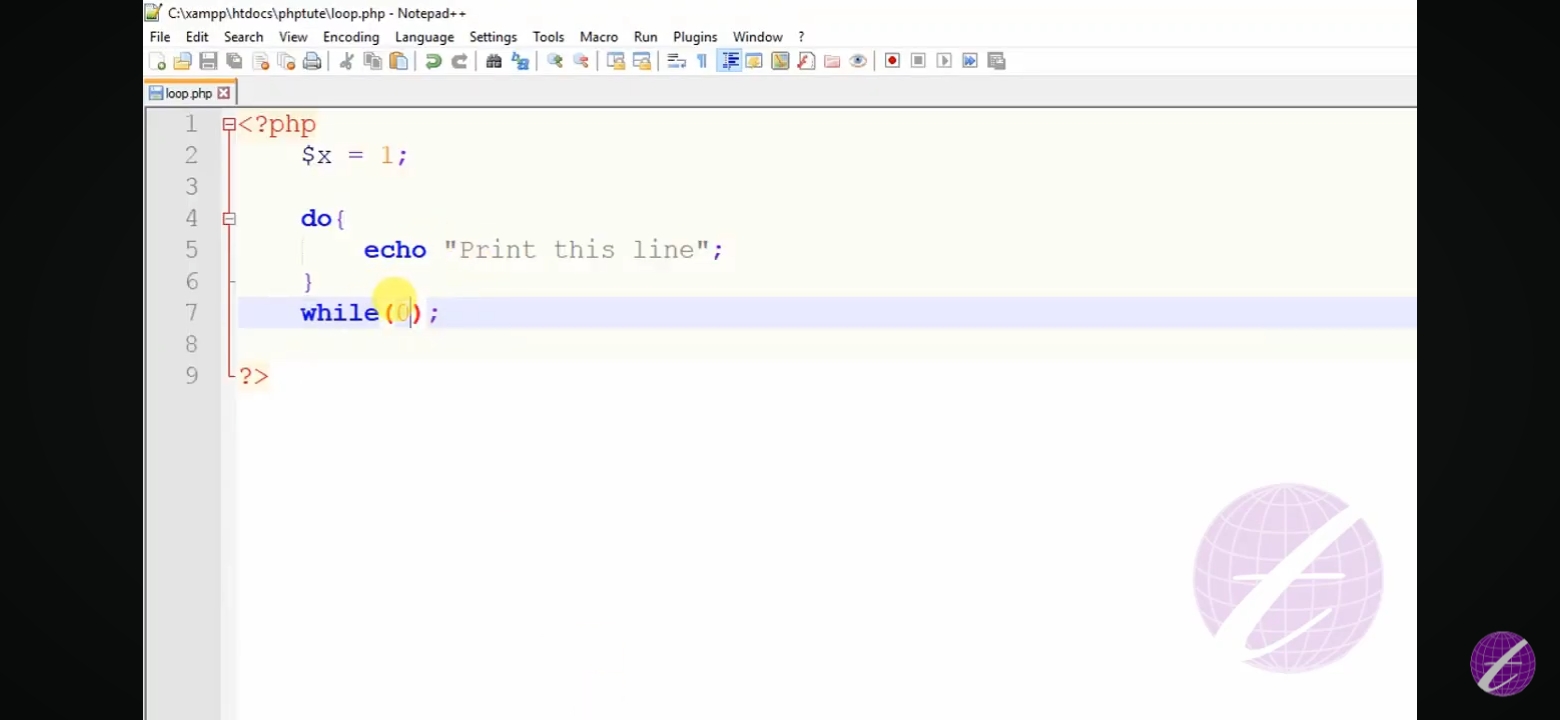 C:\xampp\htdocs\phptute\loop.php - Notepad++
File Edit Search View Encoding Language Settings Tools Macro Run Plugins Window ?
loop.php
1 <?php
2 $x = 1;
3
4 do{
5 echo "Print this line";
6 }
7 while(0);
8
9 ?>